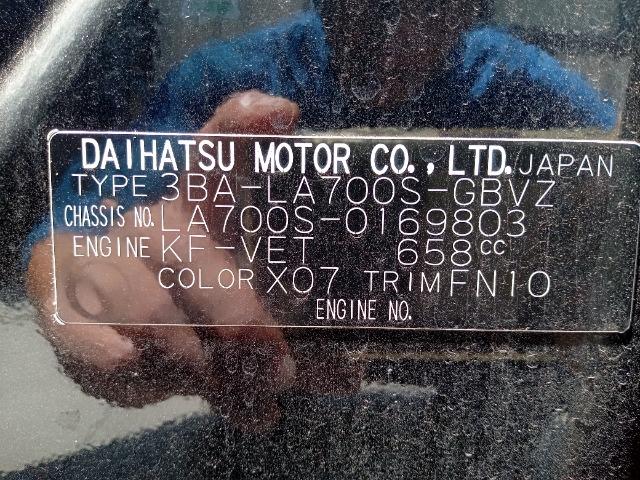 DAIHATSU MOTOR CO., LTD. JAPAN
TYPE 3BA-LA700S-GBVZ
CHASSIS NO. LA700S-0169803
ENGINE KF-VET 658cc
COLOR X07 TRIM FN10
ENGINE NO.